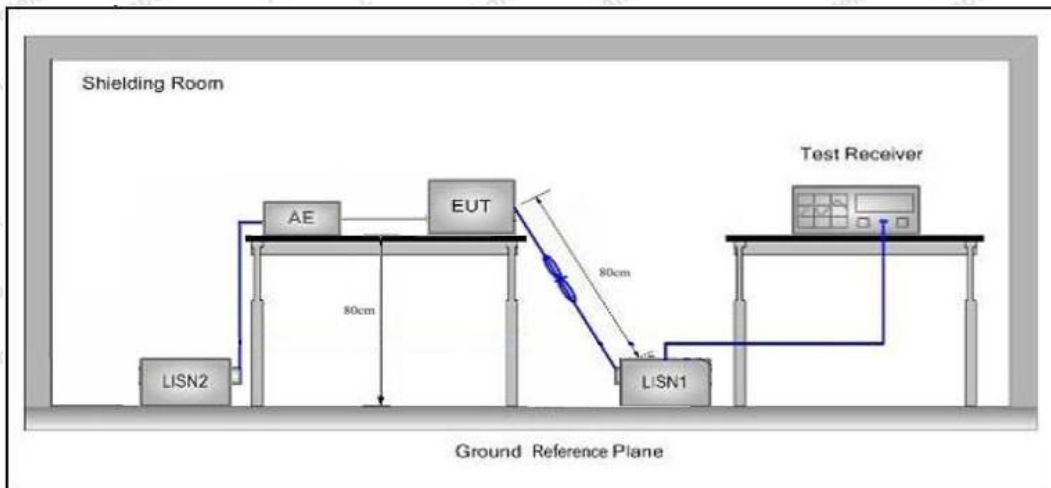 Shielding Room
Test Receiver
EUT
AE
80cm
80cm
LISN2
LISN1
Ground Reference Plane